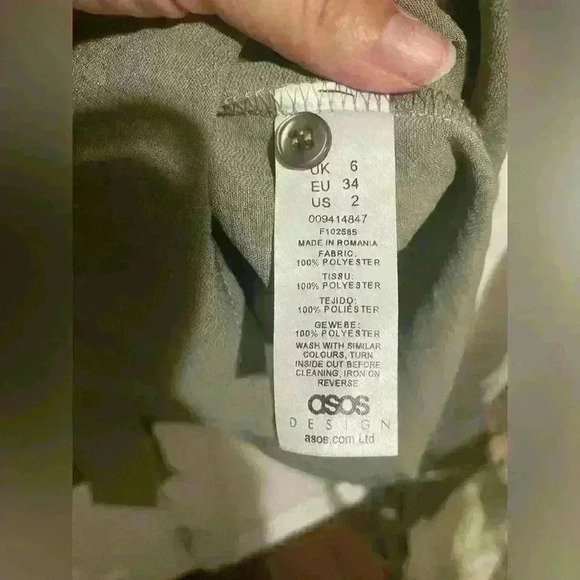 UK 6
EU 34
US 2
009414847
F102585
MADE IN ROMANIA
FABRIC:
100% POLYESTER
TISSU:
100% POLYESTER
TEJIDO:
100% POLIÉSTER
GEWEBE:
100% POLYESTER
WASH WITH SIMILAR
COLOURS, TURN
INSIDE OUT BEFORE
CLEANING, IRON ON
REVERSE
asos
DESIGN
asos.com Ltd